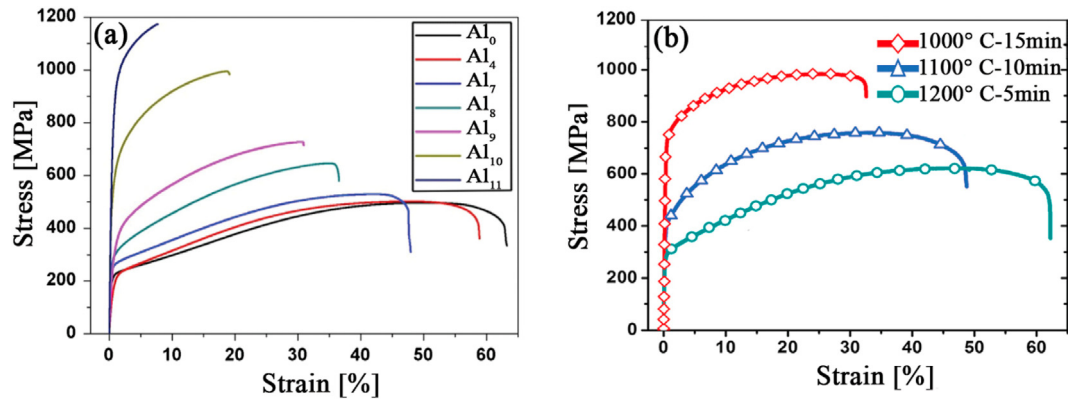 (a)
Al0
Al4
Al7
Al8
Al9
Al10
Al11
Stress [MPa]
1200
1000
800
600
400
200
0
0 10 20 30 40 50 60
Strain [%]
(b)
1000° C-15min
1100° C-10min
1200° C-5min
Stress [MPa]
1200
1000
800
600
400
200
0
0 10 20 30 40 50 60
Strain [%]